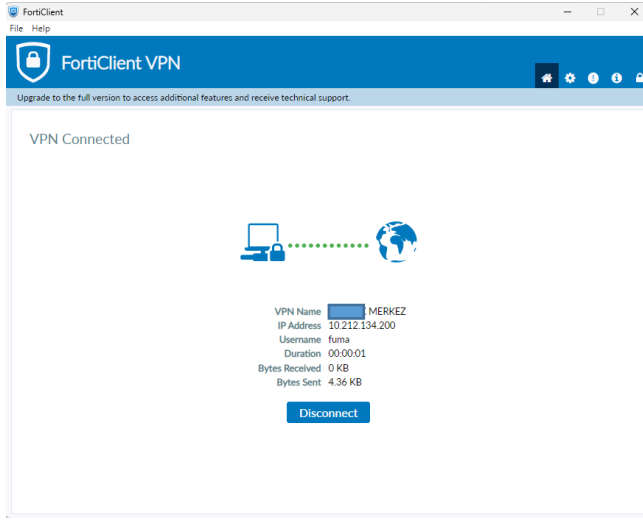 FortiClient
File Help
FortiClient VPN
Upgrade to the full version to access additional features and receive technical support.
VPN Connected
VPN Name MERKEZ
IP Address 10.212.134.200
Username fuma
Duration 00:00:01
Bytes Received 0 KB
Bytes Sent 4.36 KB
Disconnect